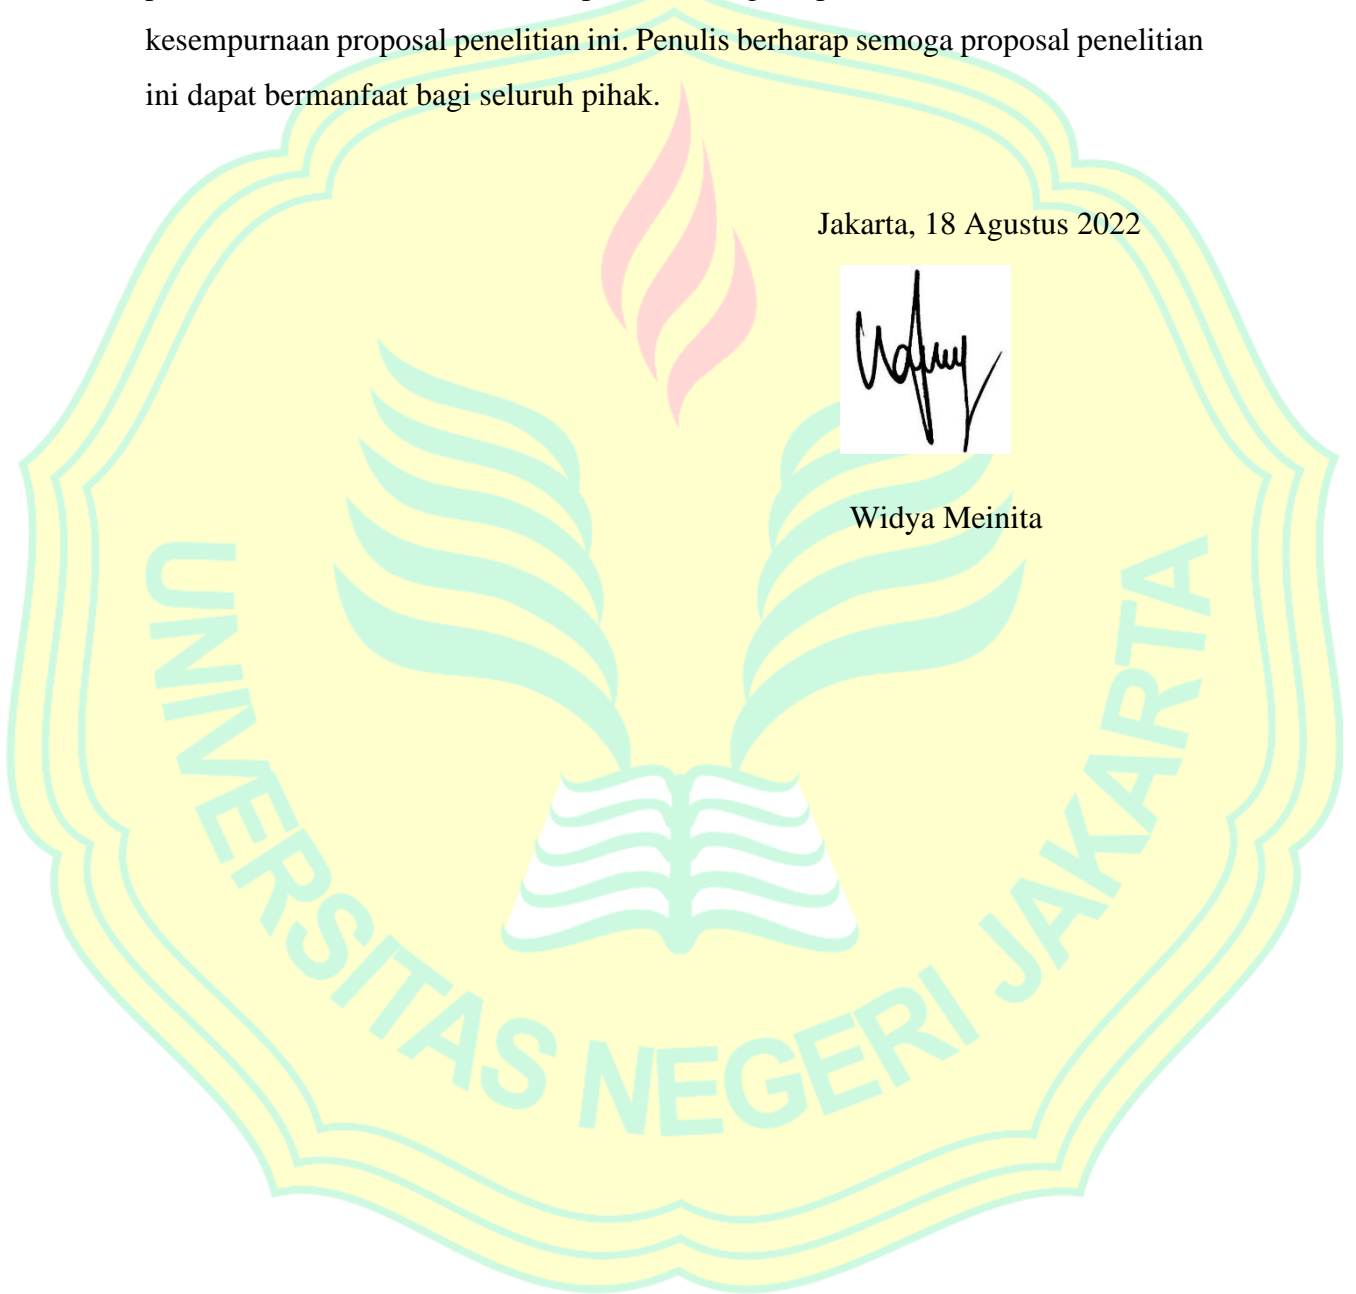 kesempurnaan proposal penelitian ini. Penulis berharap semoga proposal penelitian
ini dapat bermanfaat bagi seluruh pihak.
Jakarta, 18 Agustus 2022
Widya Meinita
UNIVERSITAS NEGERI JAKARTA